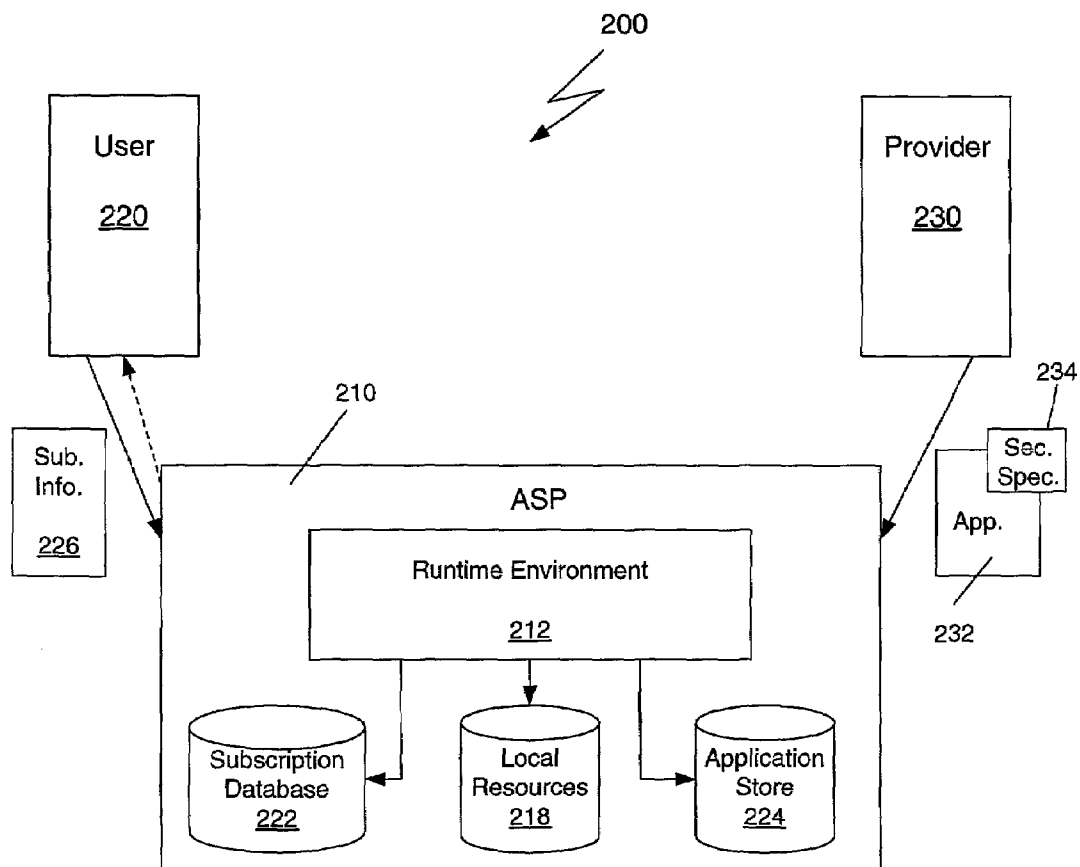 200
User
220
Provider
230
210
234
Sub.
Info.
226
Sec.
Spec.
App.
232
ASP
Runtime Environment
212
Subscription
Database
222
Local
Resources
218
Application
Store
224